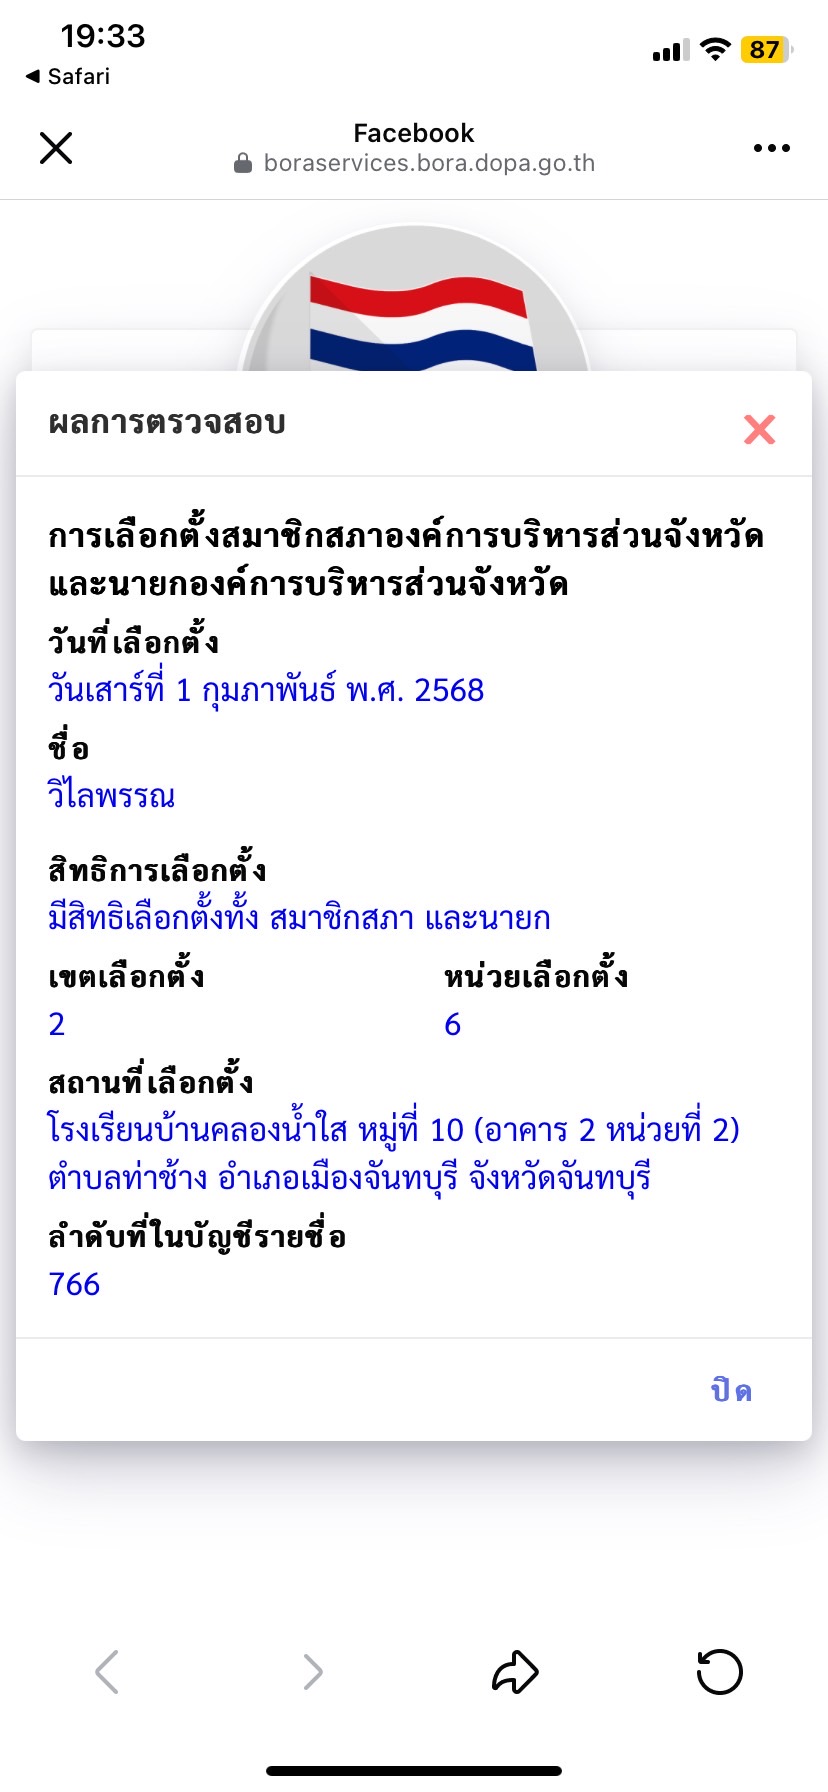 19:33
87
◀ Safari
Facebook
boraservices.bora.dopa.go.th
ผลการตรวจสอบ
การเลือกตั้งสมาชิกสภาองค์การบริหารส่วนจังหวัด
และนายกองค์การบริหารส่วนจังหวัด
วันที่เลือกตั้ง
วันเสาร์ที่ 1 กุมภาพันธ์ พ.ศ. 2568
ชื่อ
วิไลพรรณ
สิทธิการเลือกตั้ง
มีสิทธิเลือกตั้งทั้ง สมาชิกสภา และนายก
เขตเลือกตั้ง หน่วยเลือกตั้ง
2 6
สถานที่เลือกตั้ง
โรงเรียนบ้านคลองน้ำใส หมู่ที่ 10 (อาคาร 2 หน่วยที่ 2)
ตำบลท่าช้าง อำเภอเมืองจันทบุรี จังหวัดจันทบุรี
ลำดับที่ในบัญชีรายชื่อ
766
ปิด